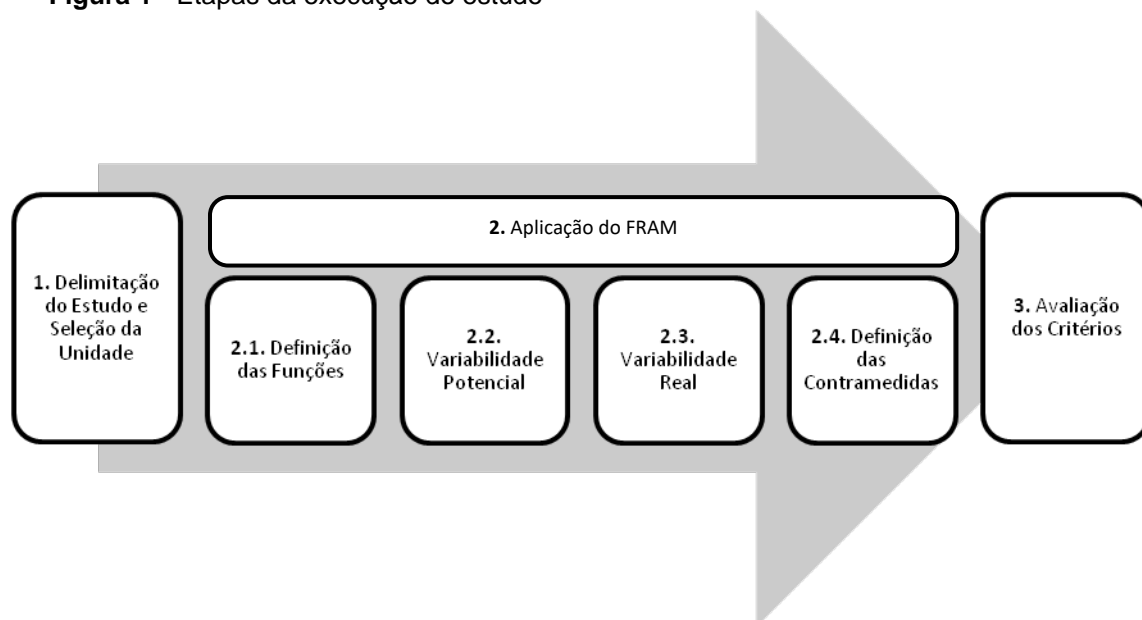 Figura 1 - Etapas da execução do estudo
1. Delimitação
do Estudo e
Seleção da
Unidade
2. Aplicação do FRAM
2.1. Definição
das Funções
2.2.
Variabilidade
Potencial
2.3.
Variabilidade
Real
2.4. Definição
das
Contramedidas
3. Avaliação
dos Critérios